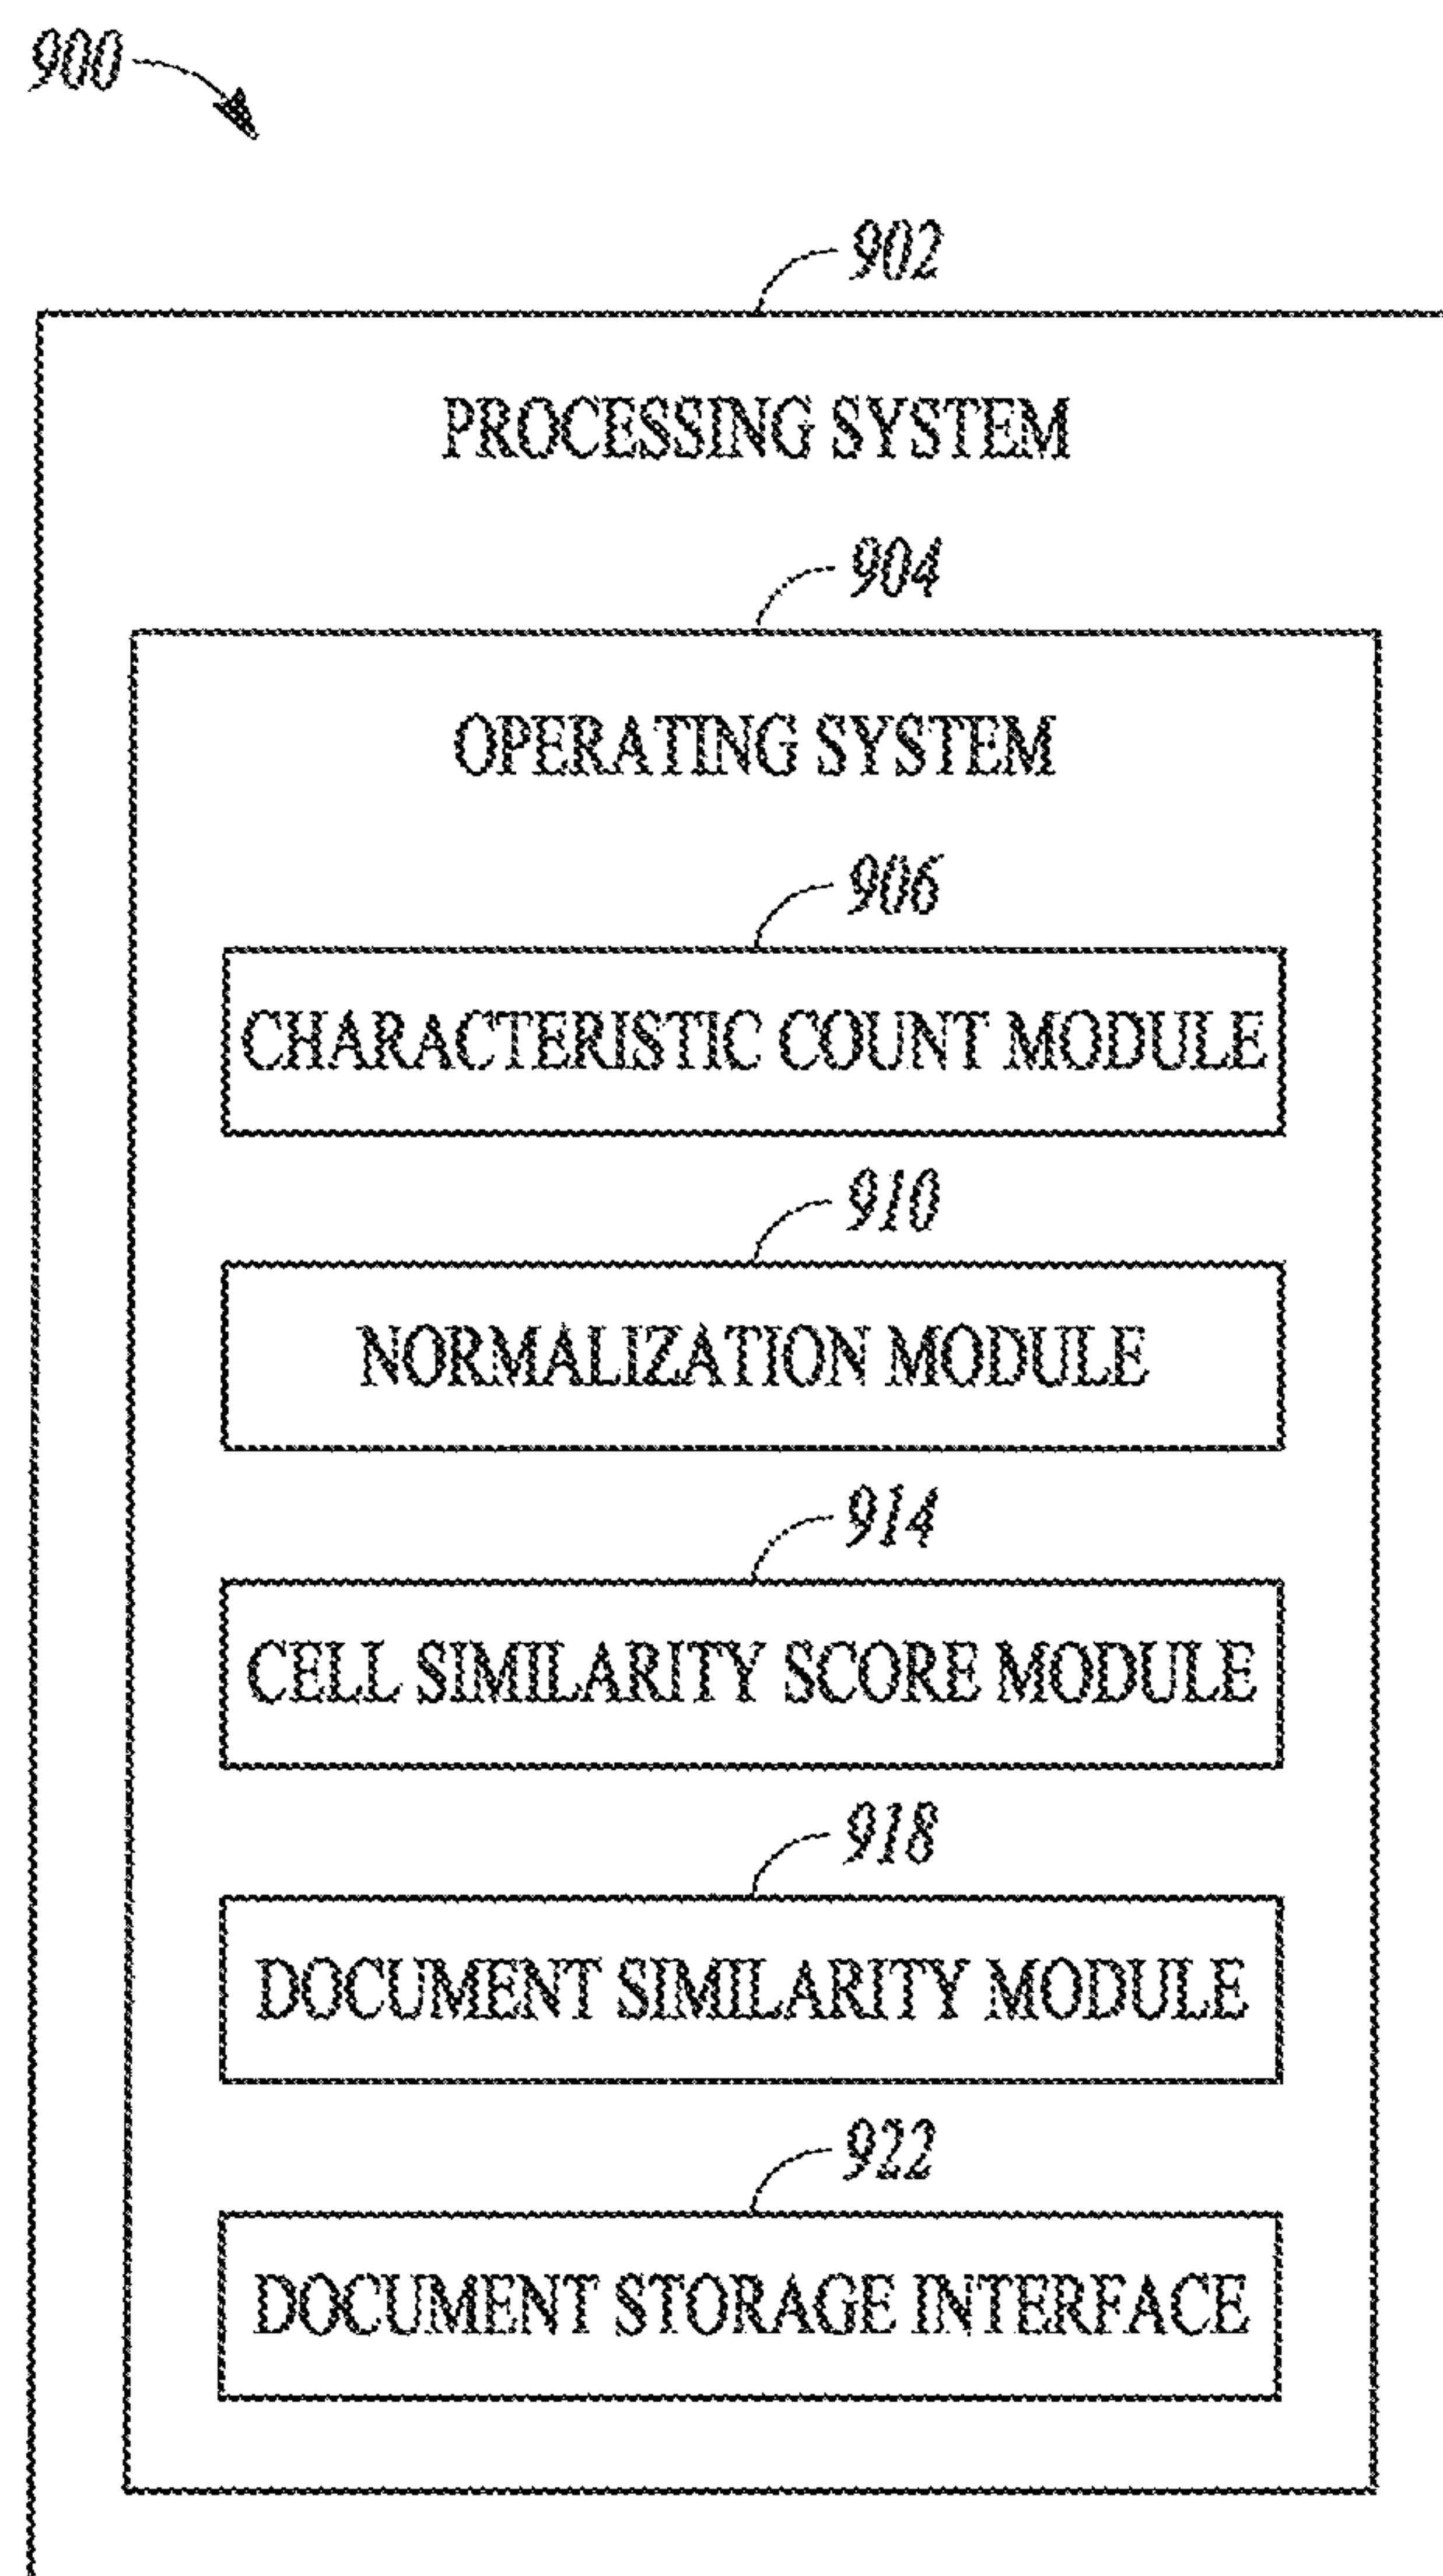 900
902
PROCESSING SYSTEM
904
OPERATING SYSTEM
906
CHARACTERISTIC COUNT MODULE
910
NORMALIZATION MODULE
914
CELL SIMILARITY SCORE MODULE
918
DOCUMENT SIMILARITY MODULE
922
DOCUMENT STORAGE INTERFACE